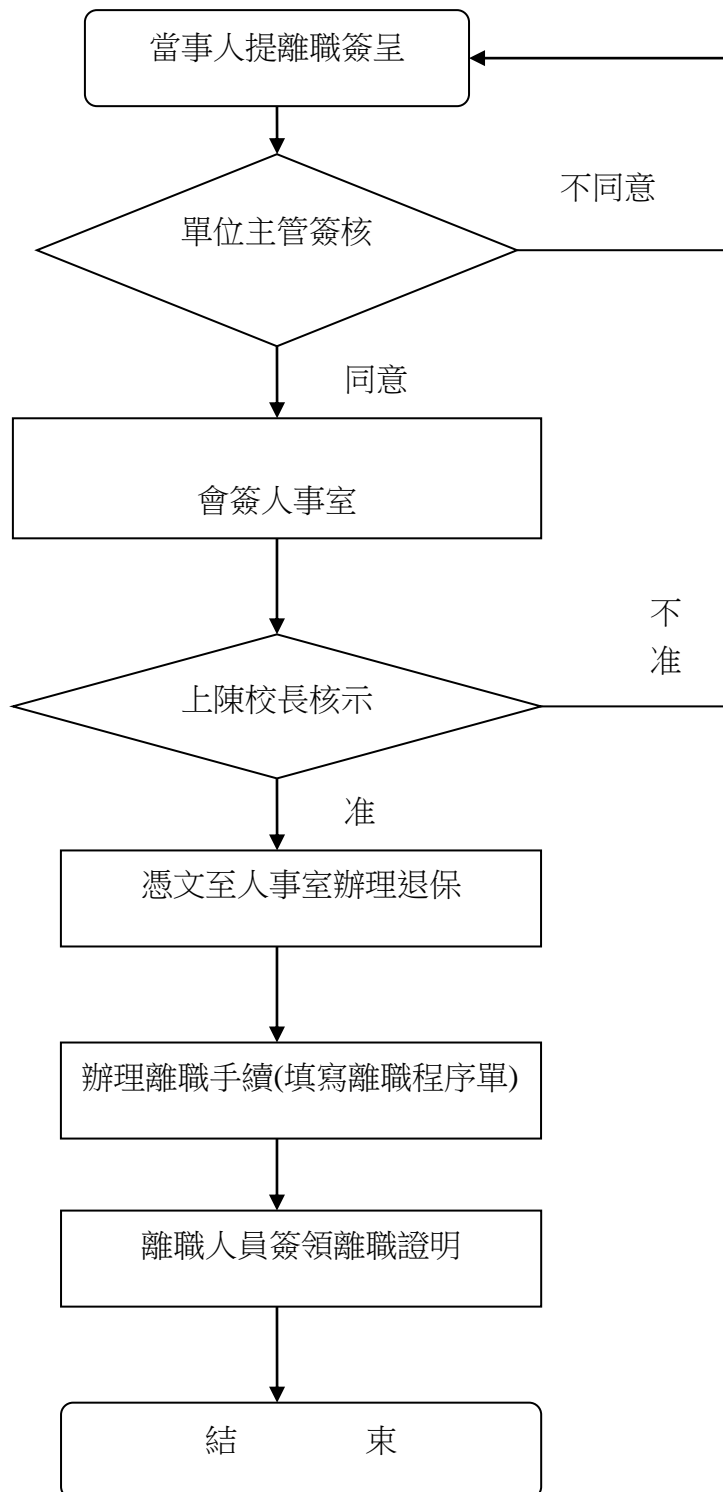 當事人提離職簽呈
不同意
單位主管簽核
同意
會簽人事室
不
准
上陳校長核示
准
憑文至人事室辦理退保
辦理離職手續(填寫離職程序單)
離職人員簽領離職證明
結 束